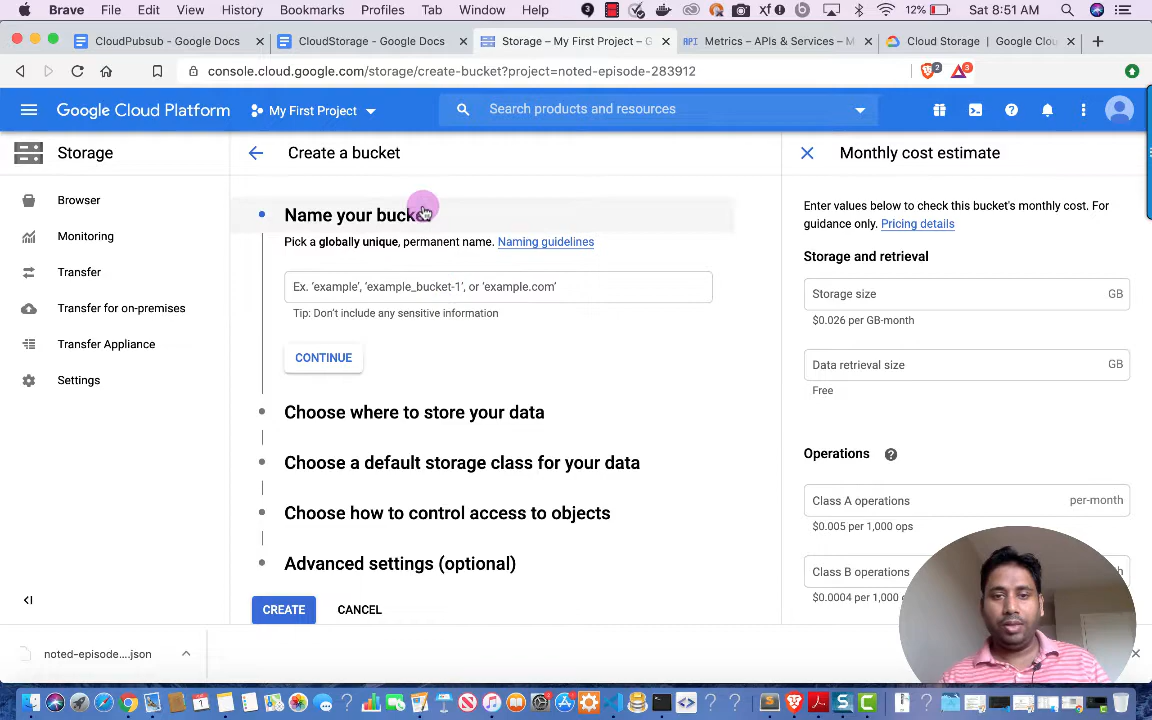 Brave File Edit View History Bookmarks Profiles Tab Window Help 3 12% Sat 8:51 AM
CloudPubsub - Google Docs
CloudStorage - Google Docs
Storage – My First Project – G
API Metrics – APIs & Services – M
Cloud Storage | Google Clou
console.cloud.google.com/storage/create-bucket?project=noted-episode-283912
2
3
Google Cloud Platform My First Project Search products and resources
Storage
Browser
Monitoring
Transfer
Transfer for on-premises
Transfer Appliance
Settings
Create a bucket
Name your bucket
Pick a globally unique, permanent name. Naming guidelines
Ex. 'example', 'example_bucket-1', or 'example.com'
Tip: Don't include any sensitive information
CONTINUE
Choose where to store your data
Choose a default storage class for your data
Choose how to control access to objects
Advanced settings (optional)
CREATE CANCEL
Monthly cost estimate
Enter values below to check this bucket's monthly cost. For
guidance only. Pricing details
Storage and retrieval
Storage size GB
$0.026 per GB-month
Data retrieval size GB
Free
Operations
Class A operations per-month
$0.005 per 1,000 ops
Class B operations
$0.0004 per 1,000
noted-episode....json